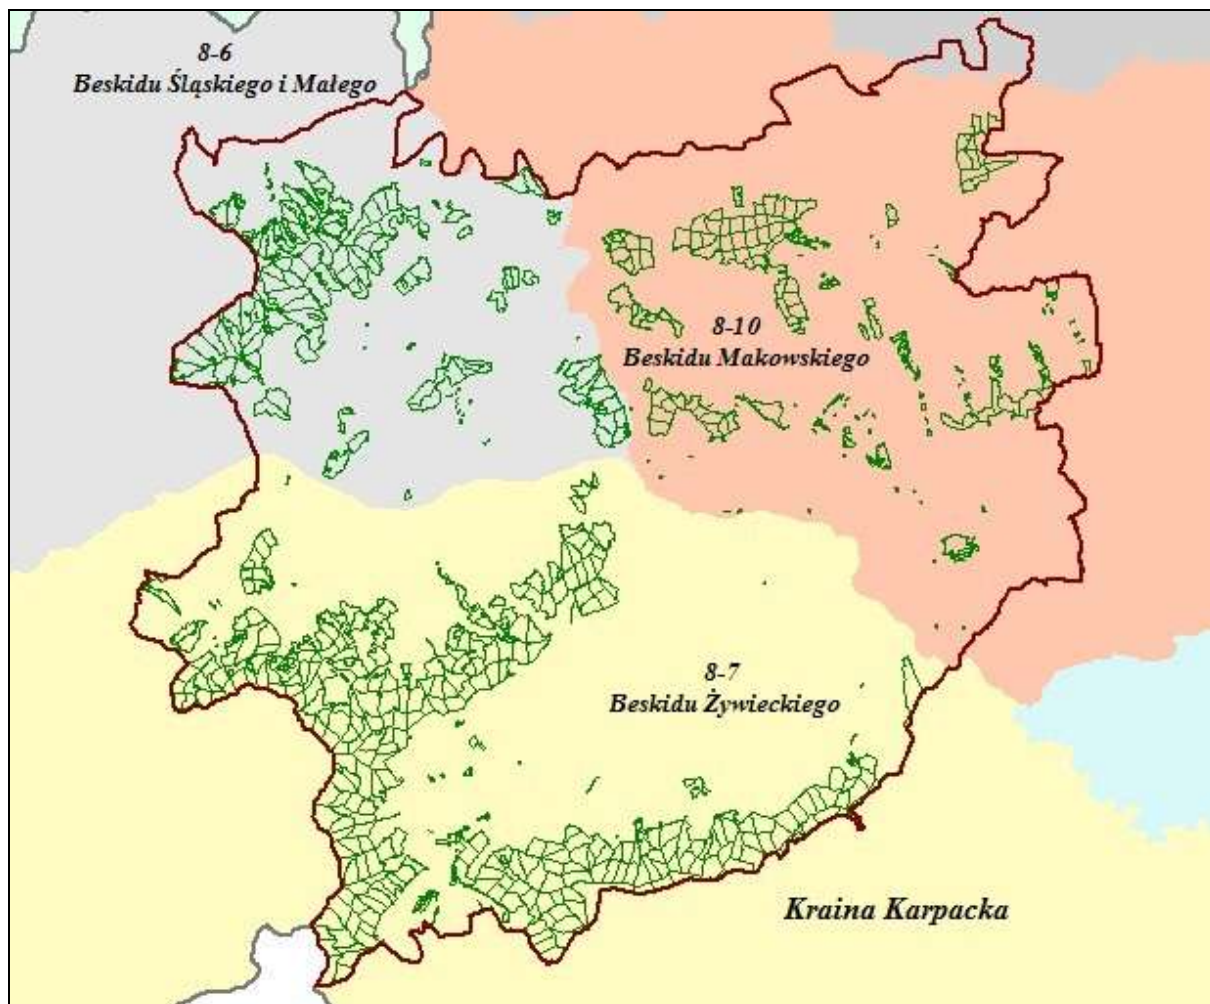 8-6
Beskidu Śląskiego i Małego
8-10
Beskidu Makowskiego
8-7
Beskidu Żywieckiego
Kraina Karpacka